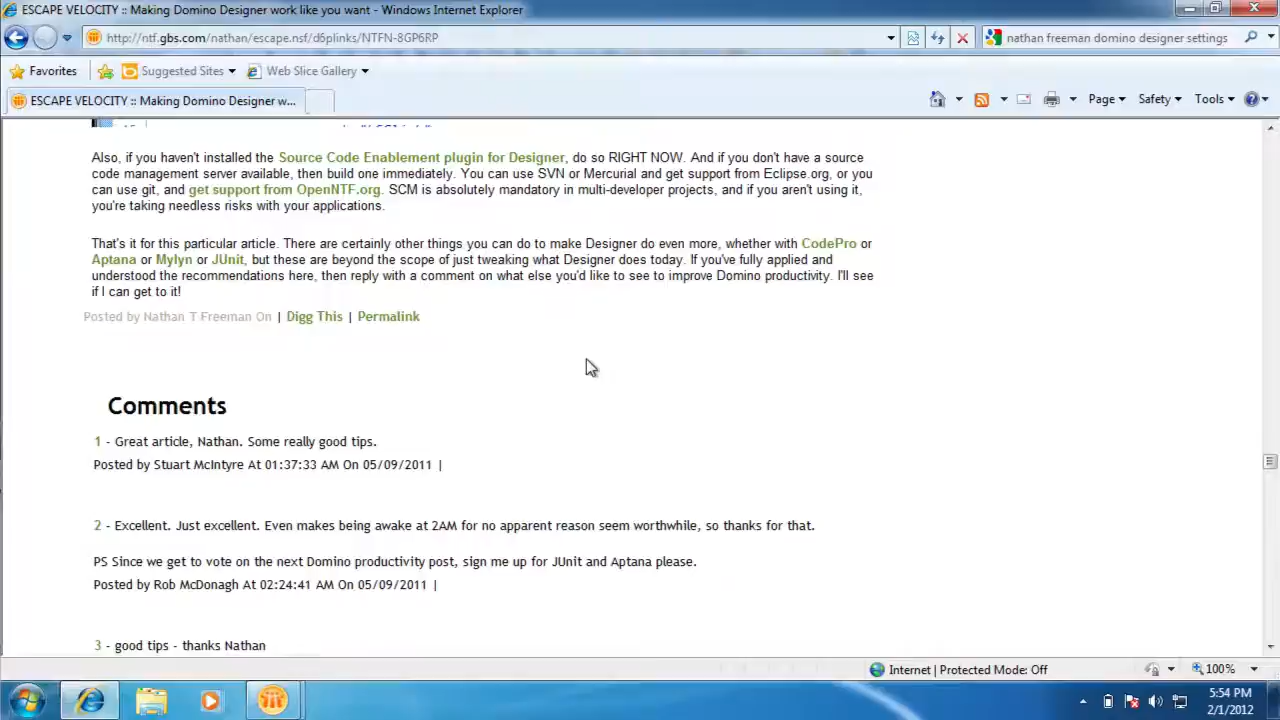 ESCAPE VELOCITY :: Making Domino Designer work like you want - Windows Internet Explorer
http://ntf.gbs.com/nathan/escape.nsf/d6plinks/NTFN-8GP6RP
nathan freeman domino designer settings
Favorites
Suggested Sites
Web Slice Gallery
ESCAPE VELOCITY :: Making Domino Designer w...
Page
Safety
Tools
Also, if you haven't installed the Source Code Enablement plugin for Designer, do so RIGHT NOW. And if you don't have a source
code management server available, then build one immediately. You can use SVN or Mercurial and get support from Eclipse.org, or you
can use git, and get support from OpenNTF.org. SCM is absolutely mandatory in multi-developer projects, and if you aren't using it,
you're taking needless risks with your applications.
That's it for this particular article. There are certainly other things you can do to make Designer do even more, whether with CodePro or
Aptana or Mylyn or JUnit, but these are beyond the scope of just tweaking what Designer does today. If you've fully applied and
understood the recommendations here, then reply with a comment on what else you'd like to see to improve Domino productivity. I'll see
if I can get to it!
Posted by Nathan T Freeman On | Digg This | Permalink
Comments
1 - Great article, Nathan. Some really good tips.
Posted by Stuart McIntyre At 01:37:33 AM On 05/09/2011 |
2 - Excellent. Just excellent. Even makes being awake at 2AM for no apparent reason seem worthwhile, so thanks for that.
PS Since we get to vote on the next Domino productivity post, sign me up for JUnit and Aptana please.
Posted by Rob McDonagh At 02:24:41 AM On 05/09/2011 |
3 - good tips - thanks Nathan
Internet | Protected Mode: Off
100%
5:54 PM
2/1/2012